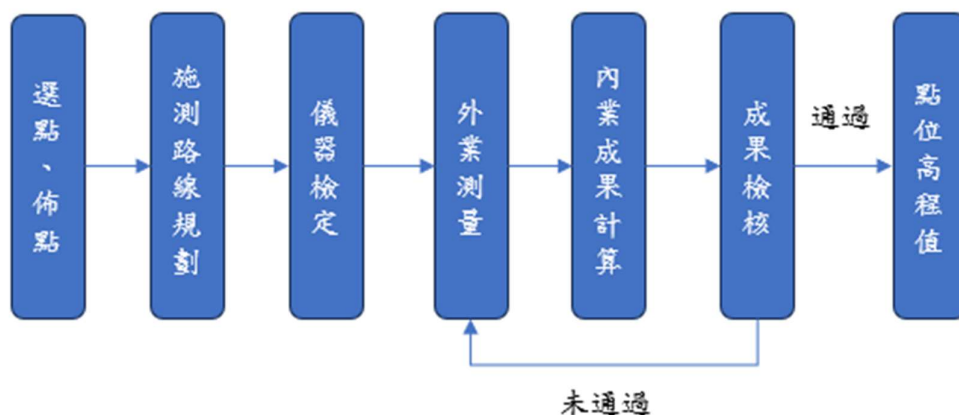 選點、佈點
施測路線規劃
儀器檢定
外業測量
內業成果計算
成果檢核
通過
點位高程值
未通過